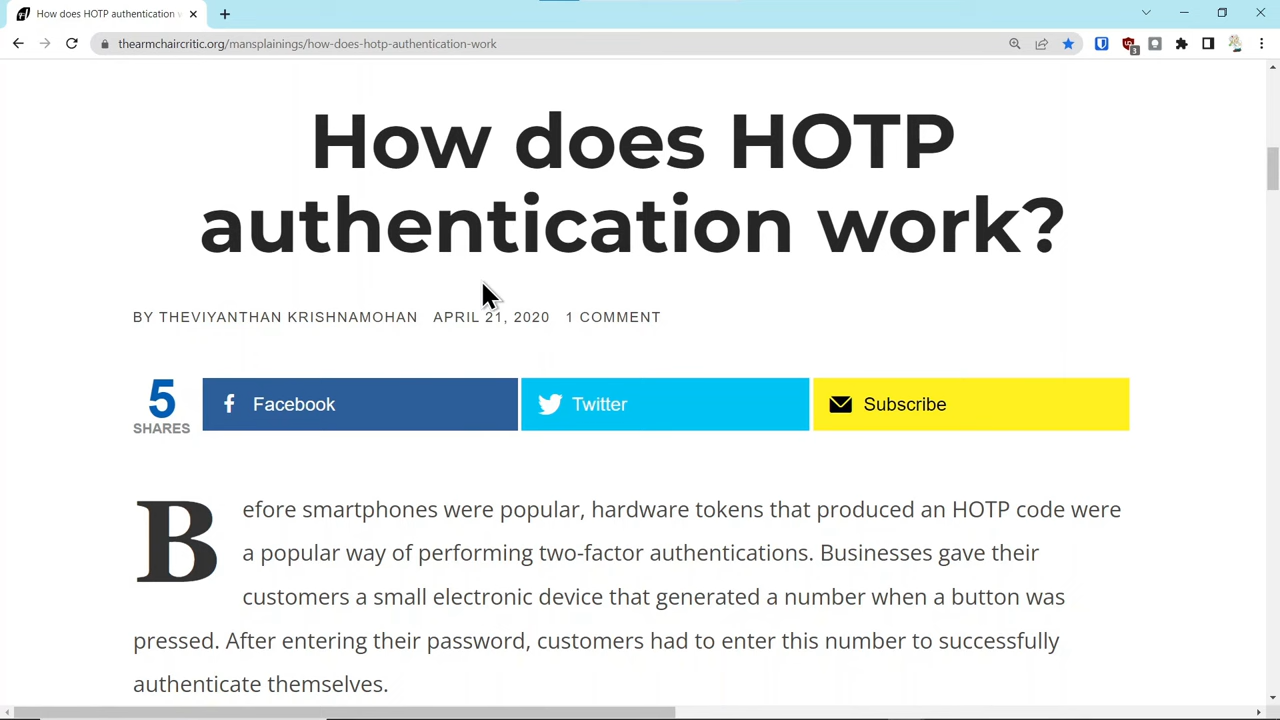 How does HOTP authentication w
thearmchaircritic.org/mansplainings/how-does-hotp-authentication-work
3
How does HOTP
authentication work?
BY THEVIYANTHAN KRISHNAMOHAN APRIL 21, 2020 1 COMMENT
5
SHARES
Facebook
Twitter
Subscribe
Before smartphones were popular, hardware tokens that produced an HOTP code were
a popular way of performing two-factor authentications. Businesses gave their
customers a small electronic device that generated a number when a button was
pressed. After entering their password, customers had to enter this number to successfully
authenticate themselves.